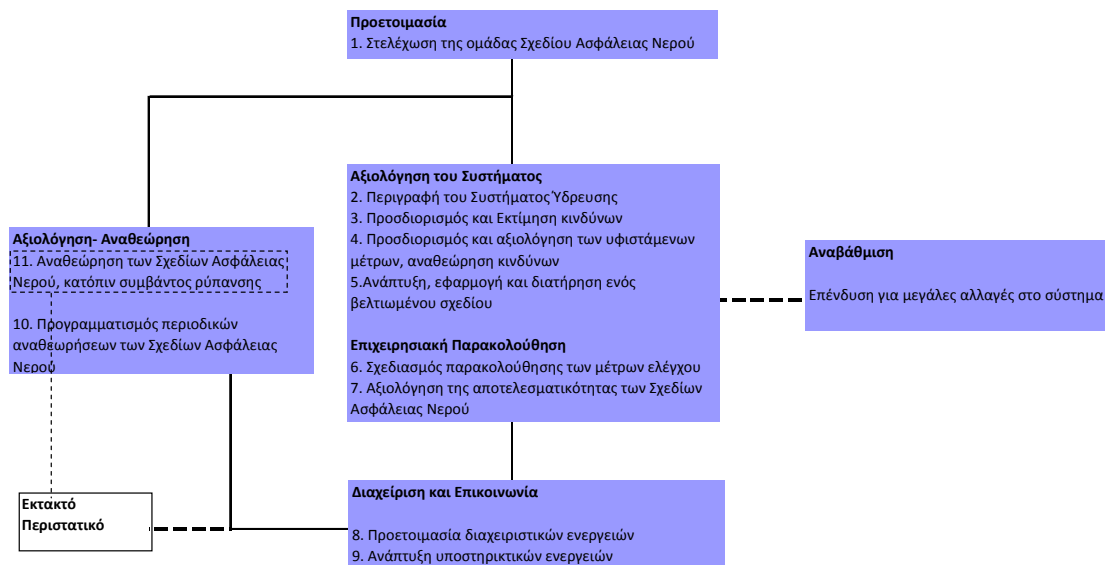 Προετοιμασία
1. Στελέχωση της ομάδας Σχεδίου Ασφάλειας Νερού
Αξιολόγηση του Συστήματος
2. Περιγραφή του Συστήματος Ύδρευσης
3. Προσδιορισμός και Εκτίμηση κινδύνων
4. Προσδιορισμός και αξιολόγηση των υφιστάμενων
μέτρων, αναθεώρηση κινδύνων
5.Ανάπτυξη, εφαρμογή και διατήρηση ενός
βελτιωμένου σχεδίου
Επιχειρησιακή Παρακολούθηση
6. Σχεδιασμός παρακολούθησης των μέτρων ελέγχου
7. Αξιολόγηση της αποτελεσματικότητας των Σχεδίων
Ασφάλειας Νερού
Αξιολόγηση- Αναθεώρηση
11. Αναθεώρηση των Σχεδίων Ασφάλειας
Νερού, κατόπιν συμβάντος ρύπανσης
10. Προγραμματισμός περιοδικών
αναθεωρήσεων των Σχεδίων Ασφάλειας
Νερού
Αναβάθμιση
Επένδυση για μεγάλες αλλαγές στο σύστημα
Εκτακτό
Περιστατικό
Διαχείριση και Επικοινωνία
8. Προετοιμασία διαχειριστικών ενεργειών
9. Ανάπτυξη υποστηρικτικών ενεργειών